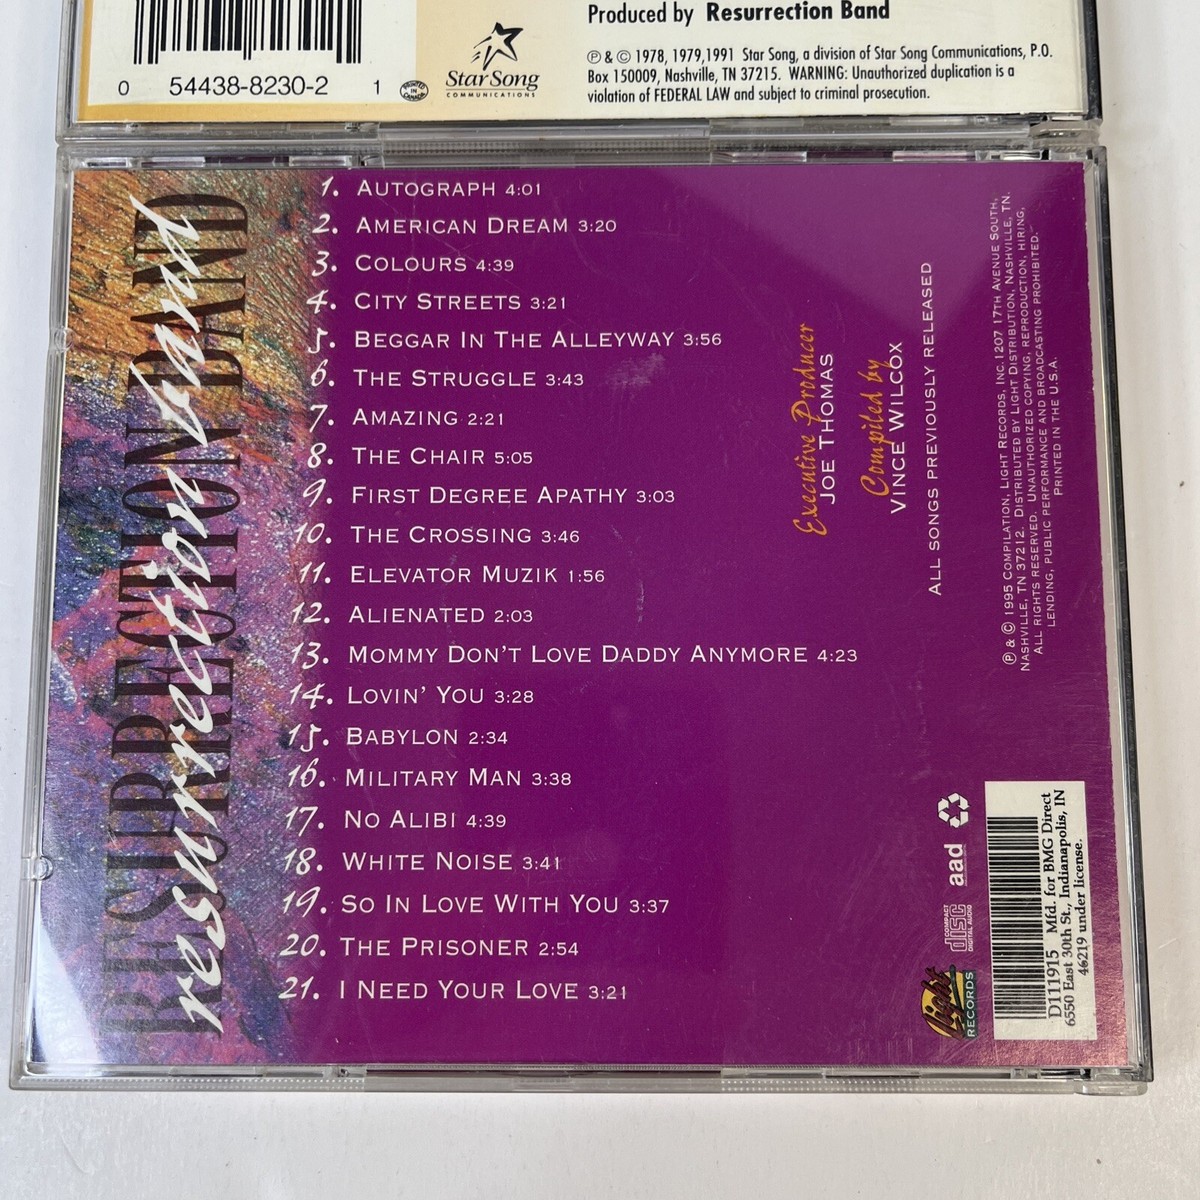 Produced by Resurrection Band
℗ & © 1978, 1979,1991 Star Song, a division of Star Song Communications, P.O.
Box 150009, Nashville, TN 37215. WARNING: Unauthorized duplication is a
violation of FEDERAL LAW and subject to criminal prosecution.
0 54438-8230-2 1
PRINTED IN CANADA
Star Song
COMMUNICATIONS
RESURRECTION BAND
resurrection band
1. AUTOGRAPH 4:01
2. AMERICAN DREAM 3:20
3. COLOURS 4:39
4. CITY STREETS 3:21
5. BEGGAR IN THE ALLEYWAY 3:56
6. THE STRUGGLE 3:43
7. AMAZING 2:21
8. THE CHAIR 5:05
9. FIRST DEGREE APATHY 3:03
10. THE CROSSING 3:46
11. ELEVATOR MUZIK 1:56
12. ALIENATED 2:03
13. MOMMY DON'T LOVE DADDY ANYMORE 4:23
14. LOVIN' YOU 3:28
15. BABYLON 2:34
16. MILITARY MAN 3:38
17. NO ALIBI 4:39
18. WHITE NOISE 3:41
19. SO IN LOVE WITH YOU 3:37
20. THE PRISONER 2:54
21. I NEED YOUR LOVE 3:21
Executive Producer
JOE THOMAS
Compiled by
VINCE WILCOX
ALL SONGS PREVIOUSLY RELEASED
℗ & © 1995 COMPILATION, LIGHT RECORDS, INC. 1207 17TH AVENUE SOUTH,
NASHVILLE, TN 37212. DISTRIBUTED BY LIGHT DISTRIBUTION, NASHVILLE, TN.
ALL RIGHTS RESERVED. UNAUTHORIZED COPYING, REPRODUCTION, HIRING,
LENDING, PUBLIC PERFORMANCE AND BROADCASTING PROHIBITED.
PRINTED IN THE U.S.A.
Light
RECORDS
COMPACT
disc
DIGITAL AUDIO
aad
D111915 Mfd. for BMG Direct
6550 East 30th St., Indianapolis, IN
46219 under license.